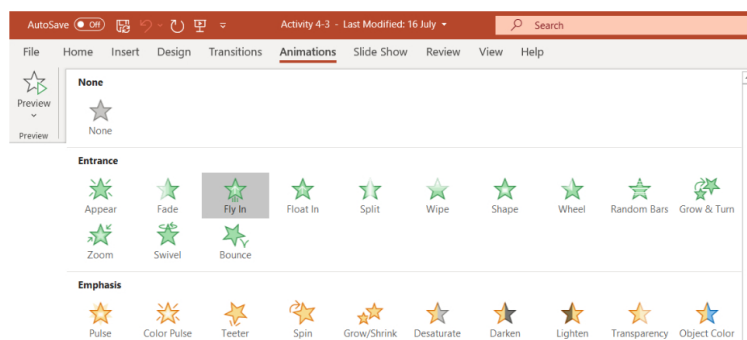 AutoSave Off Activity 4-3 - Last Modified: 16 July Search
File Home Insert Design Transitions Animations Slide Show Review View Help
Preview
Preview
None
None
Entrance
Appear Fade Fly In Float In Split Wipe Shape Wheel Random Bars Grow & Turn
Zoom Swivel Bounce
Emphasis
Pulse Color Pulse Teeter Spin Grow/Shrink Desaturate Darken Lighten Transparency Object Color